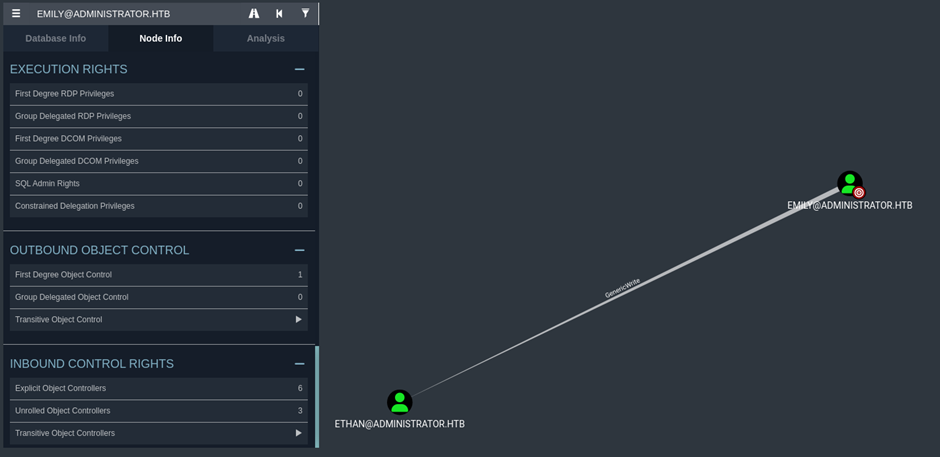 EMILY@ADMINISTRATOR.HTB
Database Info
Node Info
Analysis
EXECUTION RIGHTS
First Degree RDP Privileges 0
Group Delegated RDP Privileges 0
First Degree DCOM Privileges 0
Group Delegated DCOM Privileges 0
SQL Admin Rights 0
Constrained Delegation Privileges 0
OUTBOUND OBJECT CONTROL
First Degree Object Control 1
Group Delegated Object Control 0
Transitive Object Control
INBOUND CONTROL RIGHTS
Explicit Object Controllers 6
Unrolled Object Controllers 3
Transitive Object Controllers
EMILY@ADMINISTRATOR.HTB
GenericWrite
ETHAN@ADMINISTRATOR.HTB